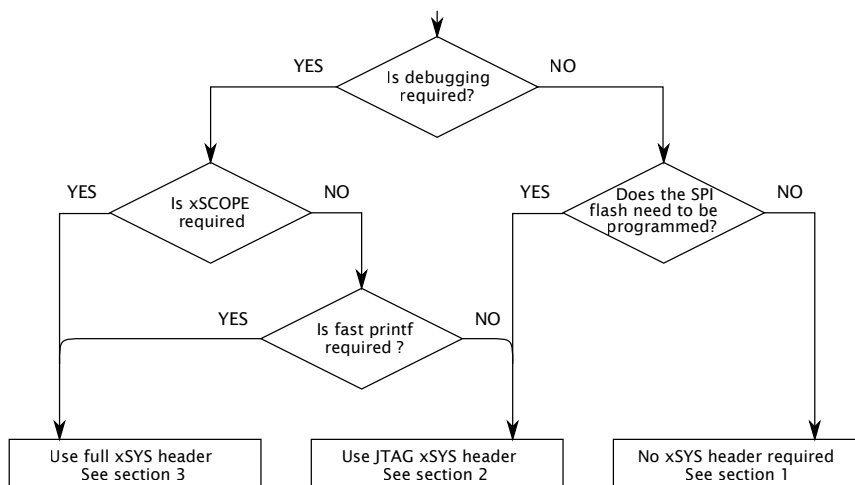 YES
NO
Is debugging
required?
YES
NO
YES
NO
Is xSCOPE
required
Does the SPI
flash need to be
programmed?
YES
NO
Is fast printf
required ?
Use full xSYS header
See section 3
Use JTAG xSYS header
See section 2
No xSYS header required
See section 1